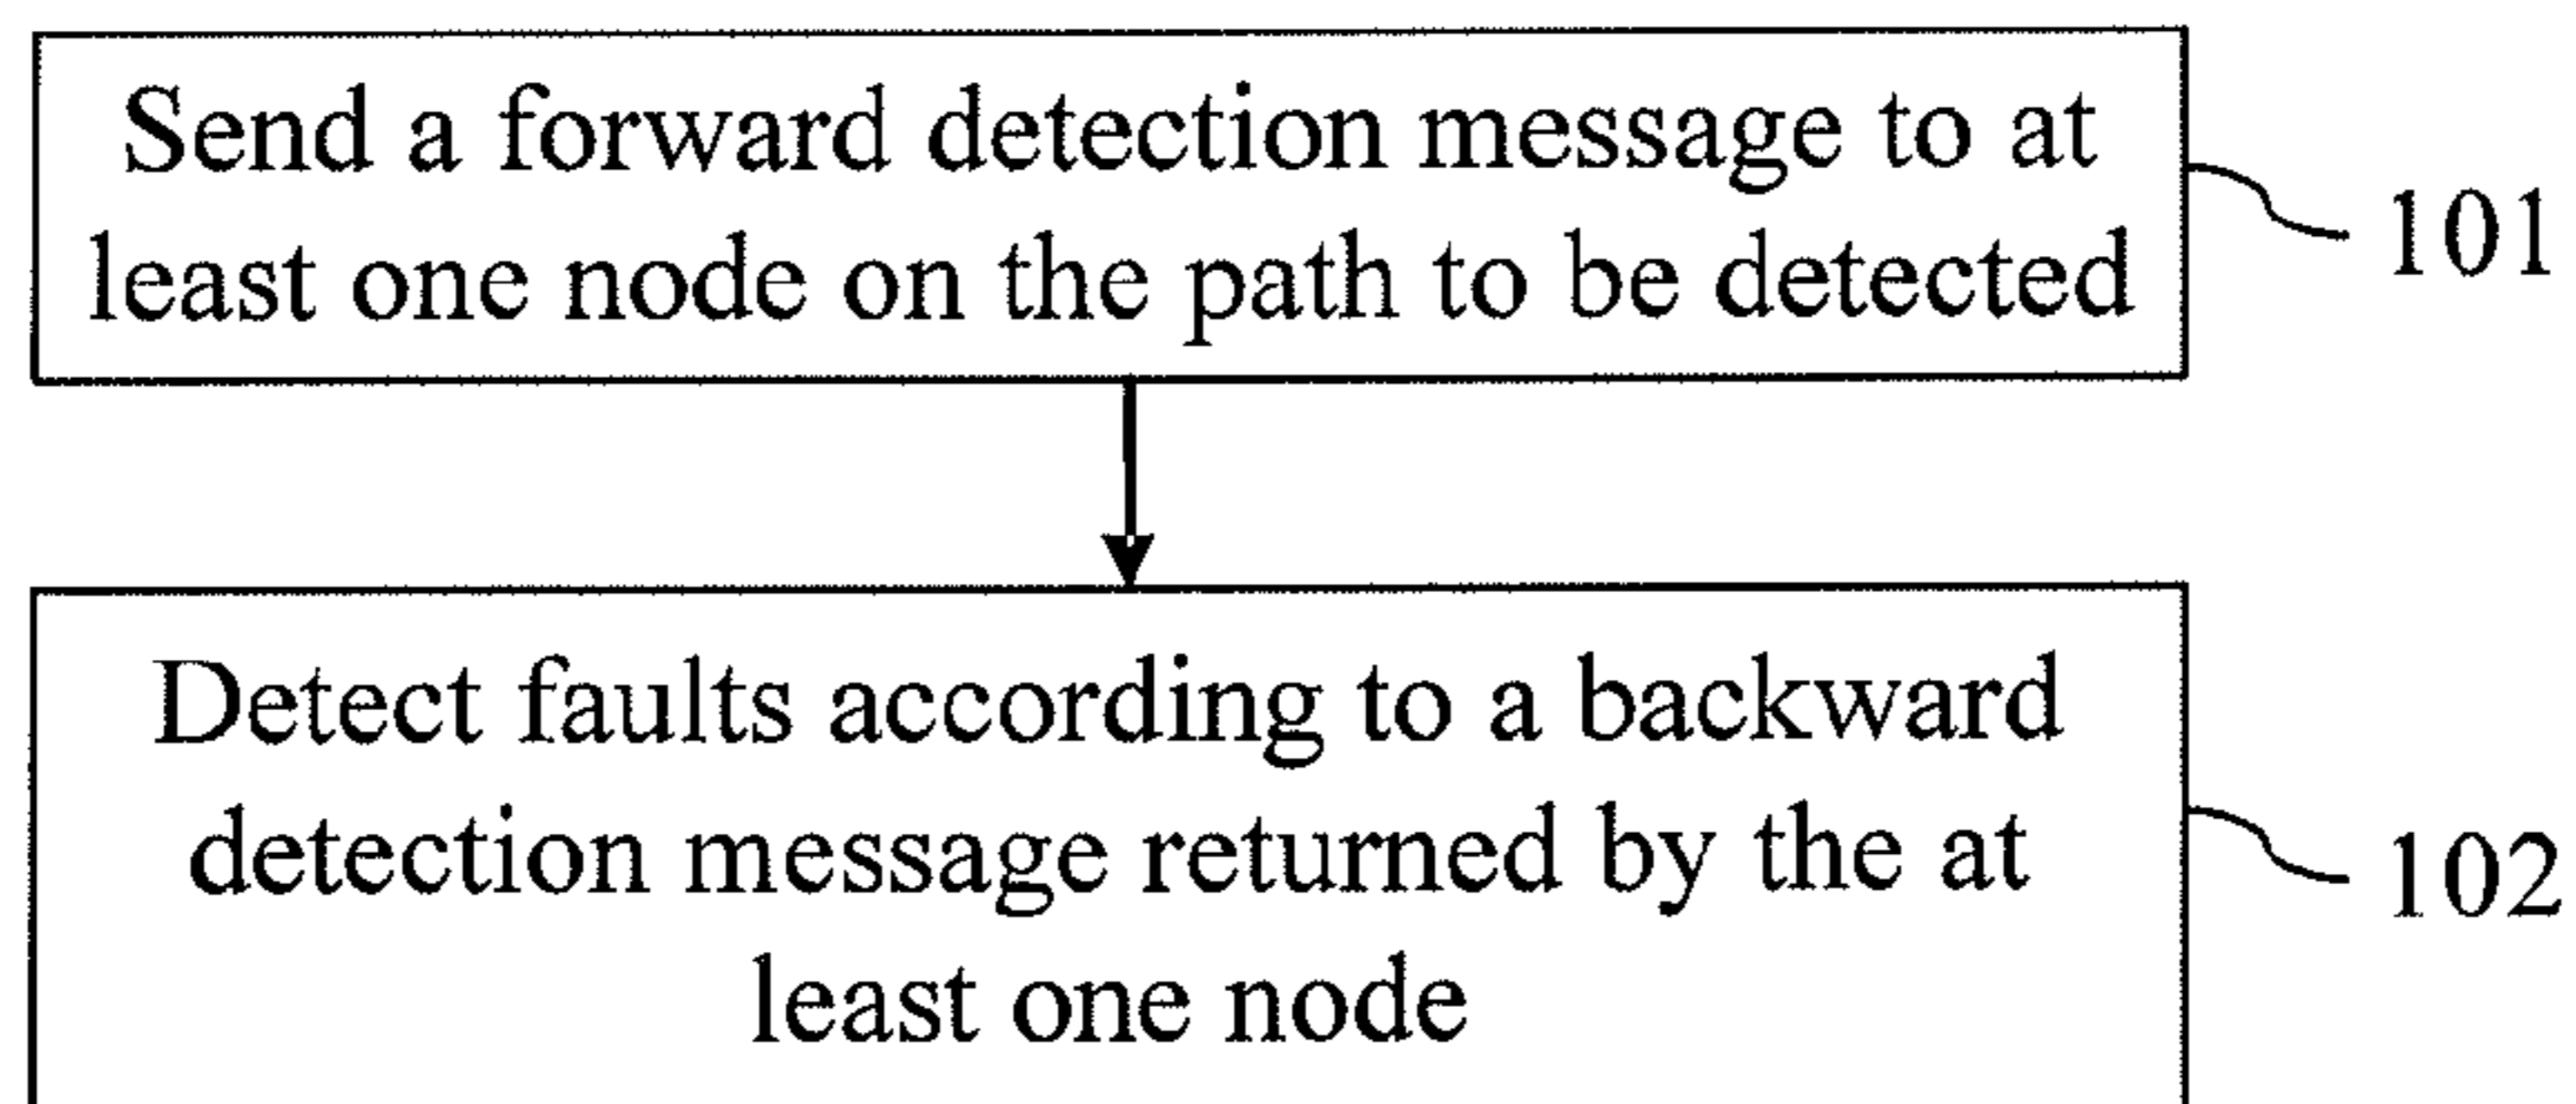 Send a forward detection message to at
least one node on the path to be detected
101
Detect faults according to a backward
detection message returned by the at
least one node
102